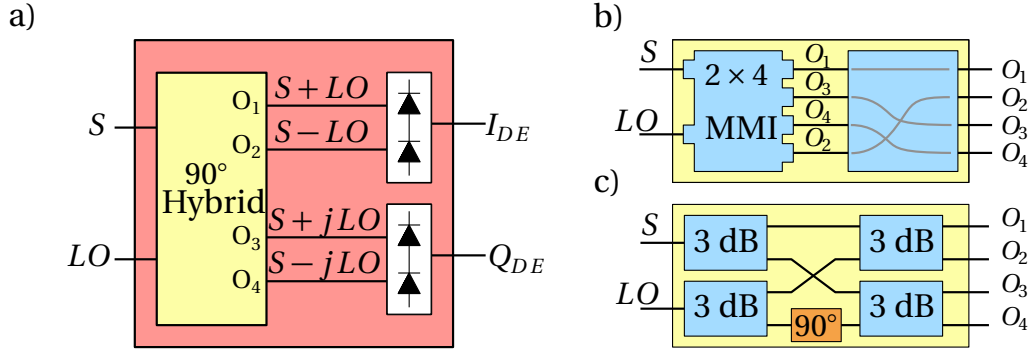 a)
S
LO
90°
Hybrid
O₁
O₂
O₃
O₄
S + LO
S − LO
S + jLO
S − jLO
I_DE
Q_DE
b)
S
LO
2 × 4
MMI
O₁
O₃
O₄
O₂
O₁
O₂
O₃
O₄
c)
S
LO
3 dB
3 dB
3 dB
3 dB
90°
O₁
O₂
O₃
O₄